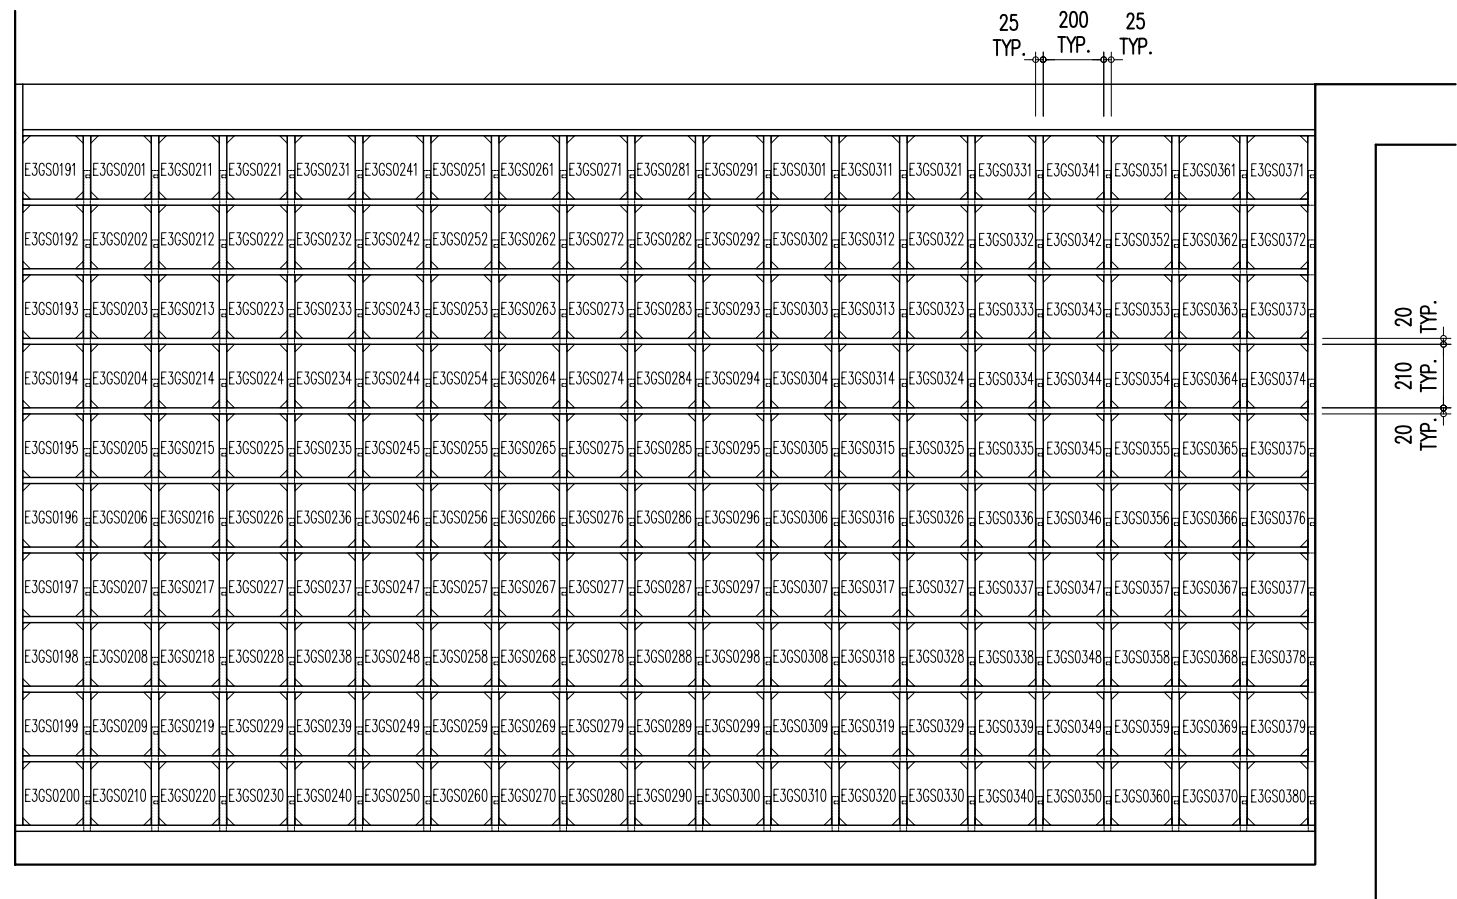 25 200 25
TYP. TYP. TYP.
E3GS0191 E3GS0201 E3GS0211 E3GS0221 E3GS0231 E3GS0241 E3GS0251 E3GS0261 E3GS0271 E3GS0281 E3GS0291 E3GS0301 E3GS0311 E3GS0321 E3GS0331 E3GS0341 E3GS0351 E3GS0361 E3GS0371
E3GS0192 E3GS0202 E3GS0212 E3GS0222 E3GS0232 E3GS0242 E3GS0252 E3GS0262 E3GS0272 E3GS0282 E3GS0292 E3GS0302 E3GS0312 E3GS0322 E3GS0332 E3GS0342 E3GS0352 E3GS0362 E3GS0372
E3GS0193 E3GS0203 E3GS0213 E3GS0223 E3GS0233 E3GS0243 E3GS0253 E3GS0263 E3GS0273 E3GS0283 E3GS0293 E3GS0303 E3GS0313 E3GS0323 E3GS0333 E3GS0343 E3GS0353 E3GS0363 E3GS0373
20
TYP.
E3GS0194 E3GS0204 E3GS0214 E3GS0224 E3GS0234 E3GS0244 E3GS0254 E3GS0264 E3GS0274 E3GS0284 E3GS0294 E3GS0304 E3GS0314 E3GS0324 E3GS0334 E3GS0344 E3GS0354 E3GS0364 E3GS0374
210
TYP.
E3GS0195 E3GS0205 E3GS0215 E3GS0225 E3GS0235 E3GS0245 E3GS0255 E3GS0265 E3GS0275 E3GS0285 E3GS0295 E3GS0305 E3GS0315 E3GS0325 E3GS0335 E3GS0345 E3GS0355 E3GS0365 E3GS0375
20
TYP.
E3GS0196 E3GS0206 E3GS0216 E3GS0226 E3GS0236 E3GS0246 E3GS0256 E3GS0266 E3GS0276 E3GS0286 E3GS0296 E3GS0306 E3GS0316 E3GS0326 E3GS0336 E3GS0346 E3GS0356 E3GS0366 E3GS0376
E3GS0197 E3GS0207 E3GS0217 E3GS0227 E3GS0237 E3GS0247 E3GS0257 E3GS0267 E3GS0277 E3GS0287 E3GS0297 E3GS0307 E3GS0317 E3GS0327 E3GS0337 E3GS0347 E3GS0357 E3GS0367 E3GS0377
E3GS0198 E3GS0208 E3GS0218 E3GS0228 E3GS0238 E3GS0248 E3GS0258 E3GS0268 E3GS0278 E3GS0288 E3GS0298 E3GS0308 E3GS0318 E3GS0328 E3GS0338 E3GS0348 E3GS0358 E3GS0368 E3GS0378
E3GS0199 E3GS0209 E3GS0219 E3GS0229 E3GS0239 E3GS0249 E3GS0259 E3GS0269 E3GS0279 E3GS0289 E3GS0299 E3GS0309 E3GS0319 E3GS0329 E3GS0339 E3GS0349 E3GS0359 E3GS0369 E3GS0379
E3GS0200 E3GS0210 E3GS0220 E3GS0230 E3GS0240 E3GS0250 E3GS0260 E3GS0270 E3GS0280 E3GS0290 E3GS0300 E3GS0310 E3GS0320 E3GS0330 E3GS0340 E3GS0350 E3GS0360 E3GS0370 E3GS0380